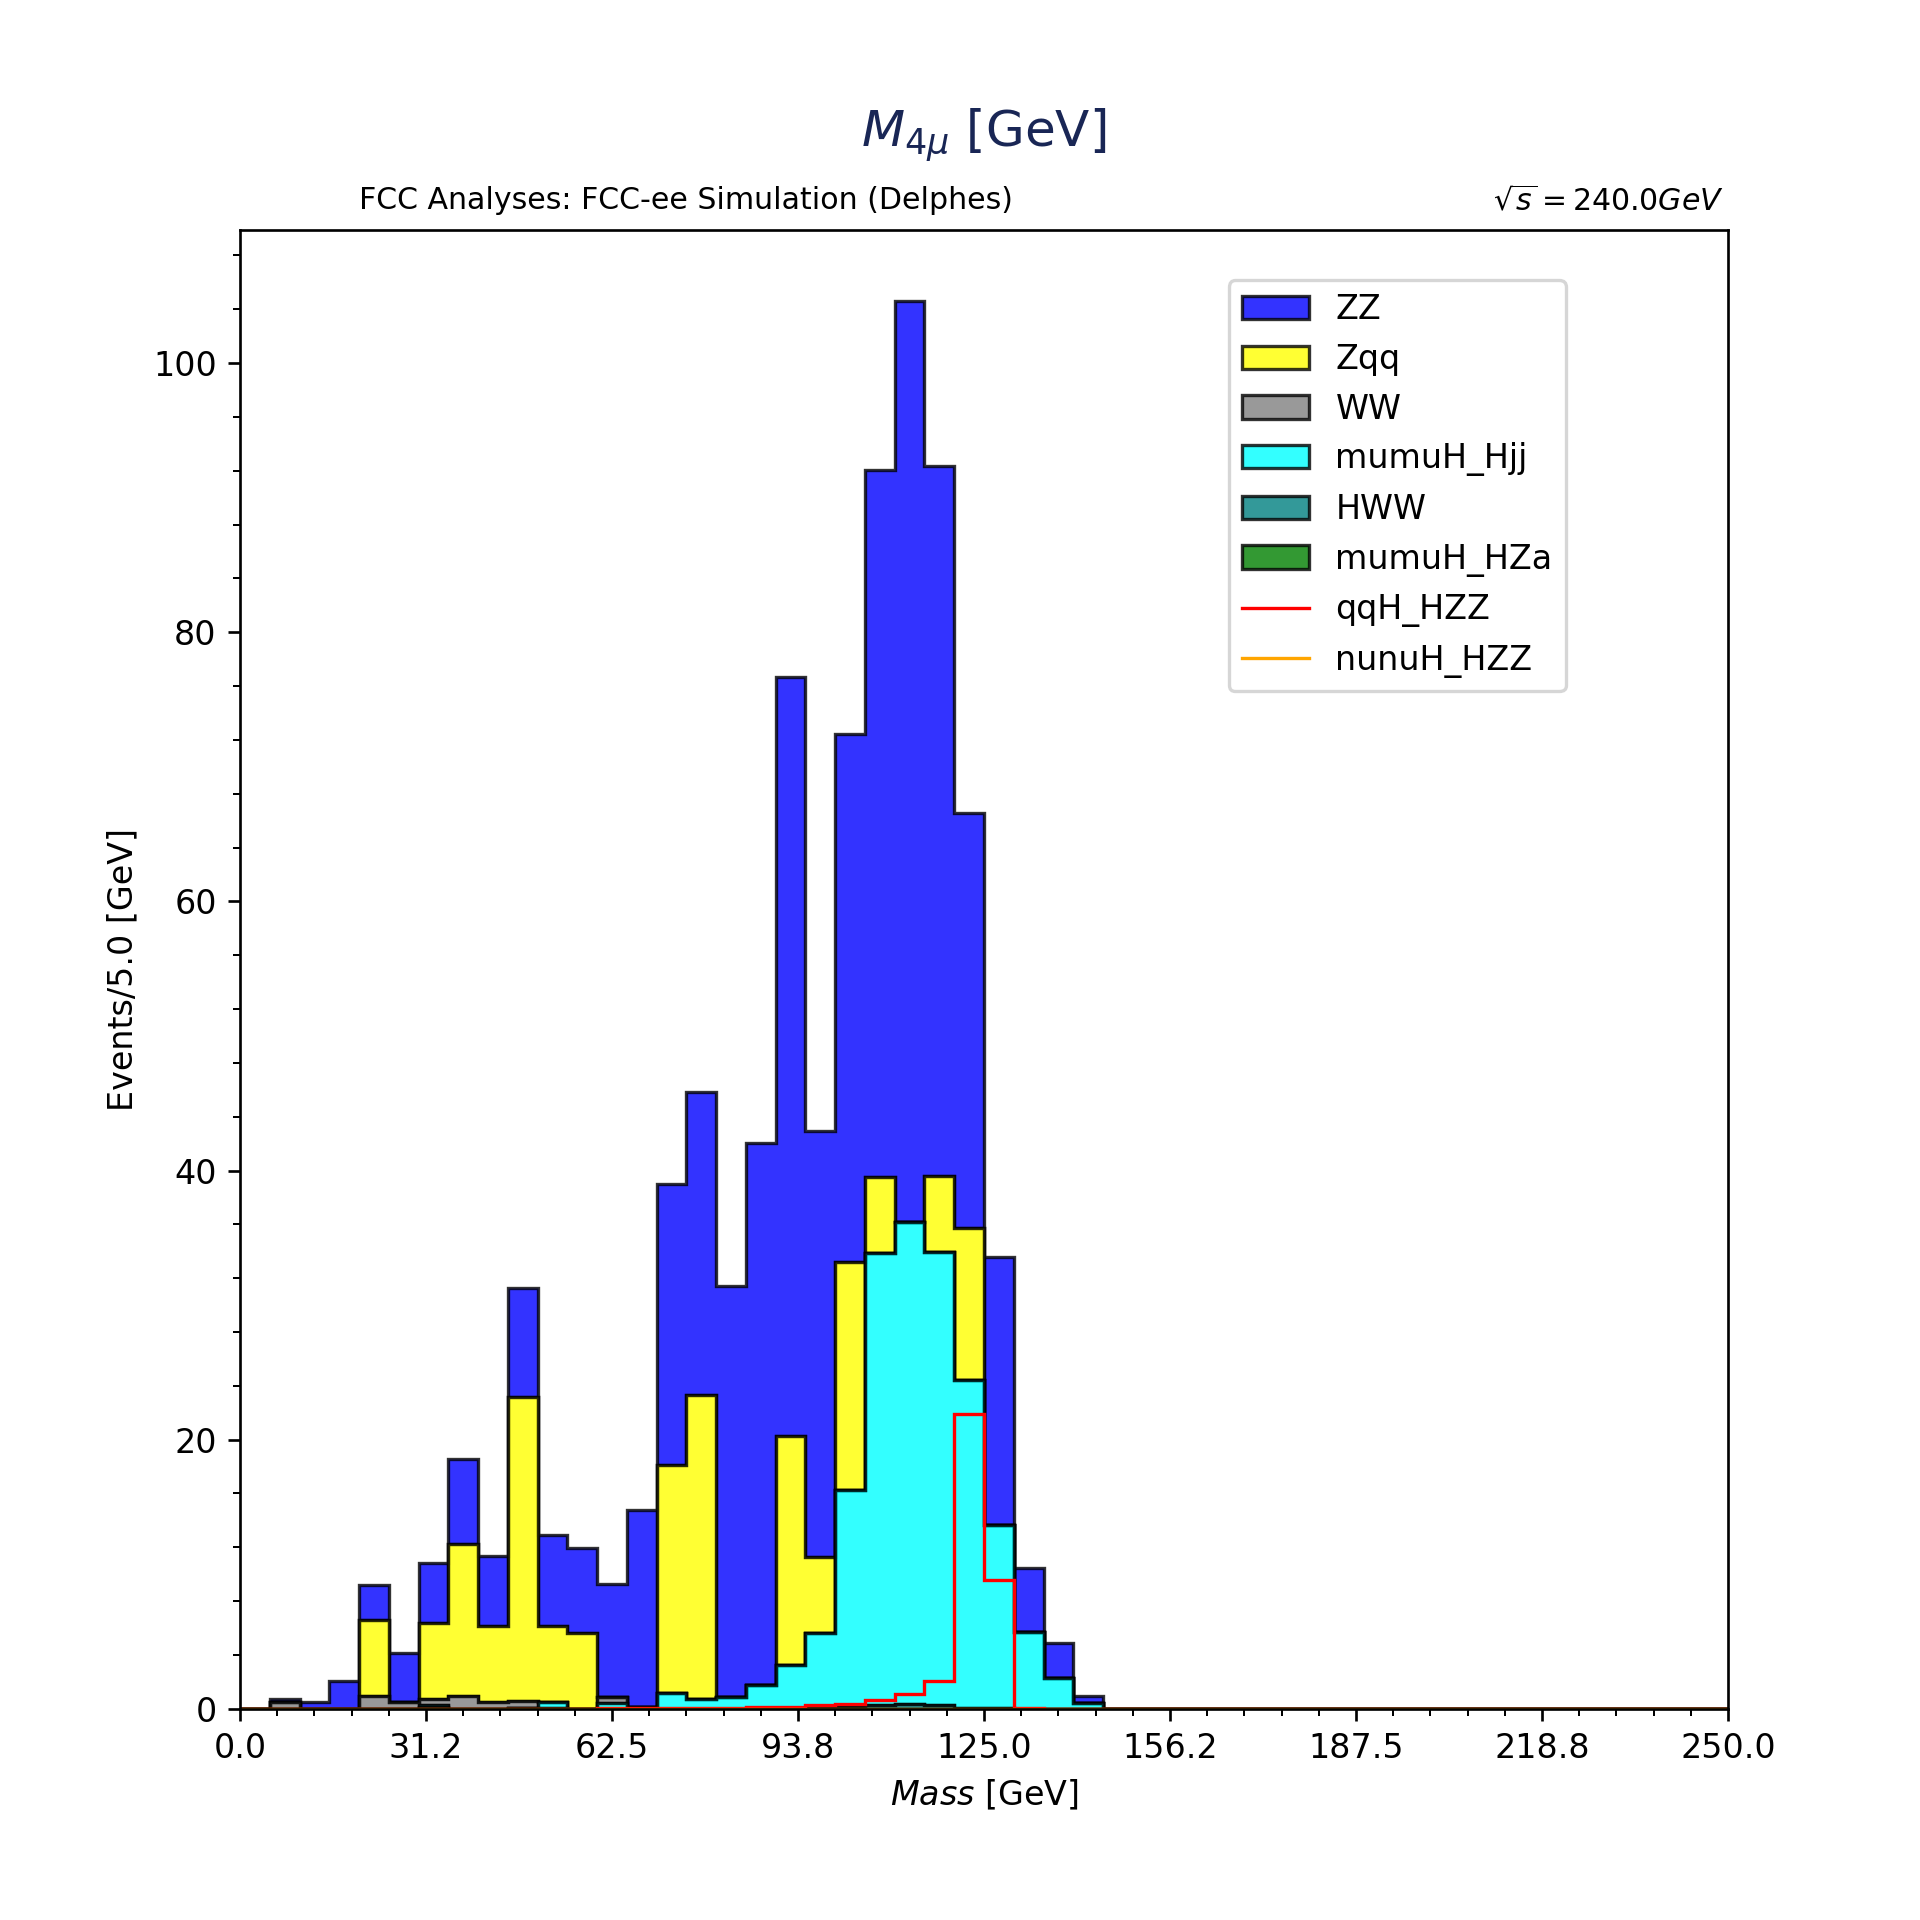 M4μ [GeV]
FCC Analyses: FCC-ee Simulation (Delphes)
√s = 240.0GeV
ZZ
Zqq
WW
mumuH_Hjj
HWW
mumuH_HZa
qqH_HZZ
nunuH_HZZ
Events/5.0 [GeV]
100
80
60
40
20
0
0.0 31.2 62.5 93.8 125.0 156.2 187.5 218.8 250.0
Mass [GeV]